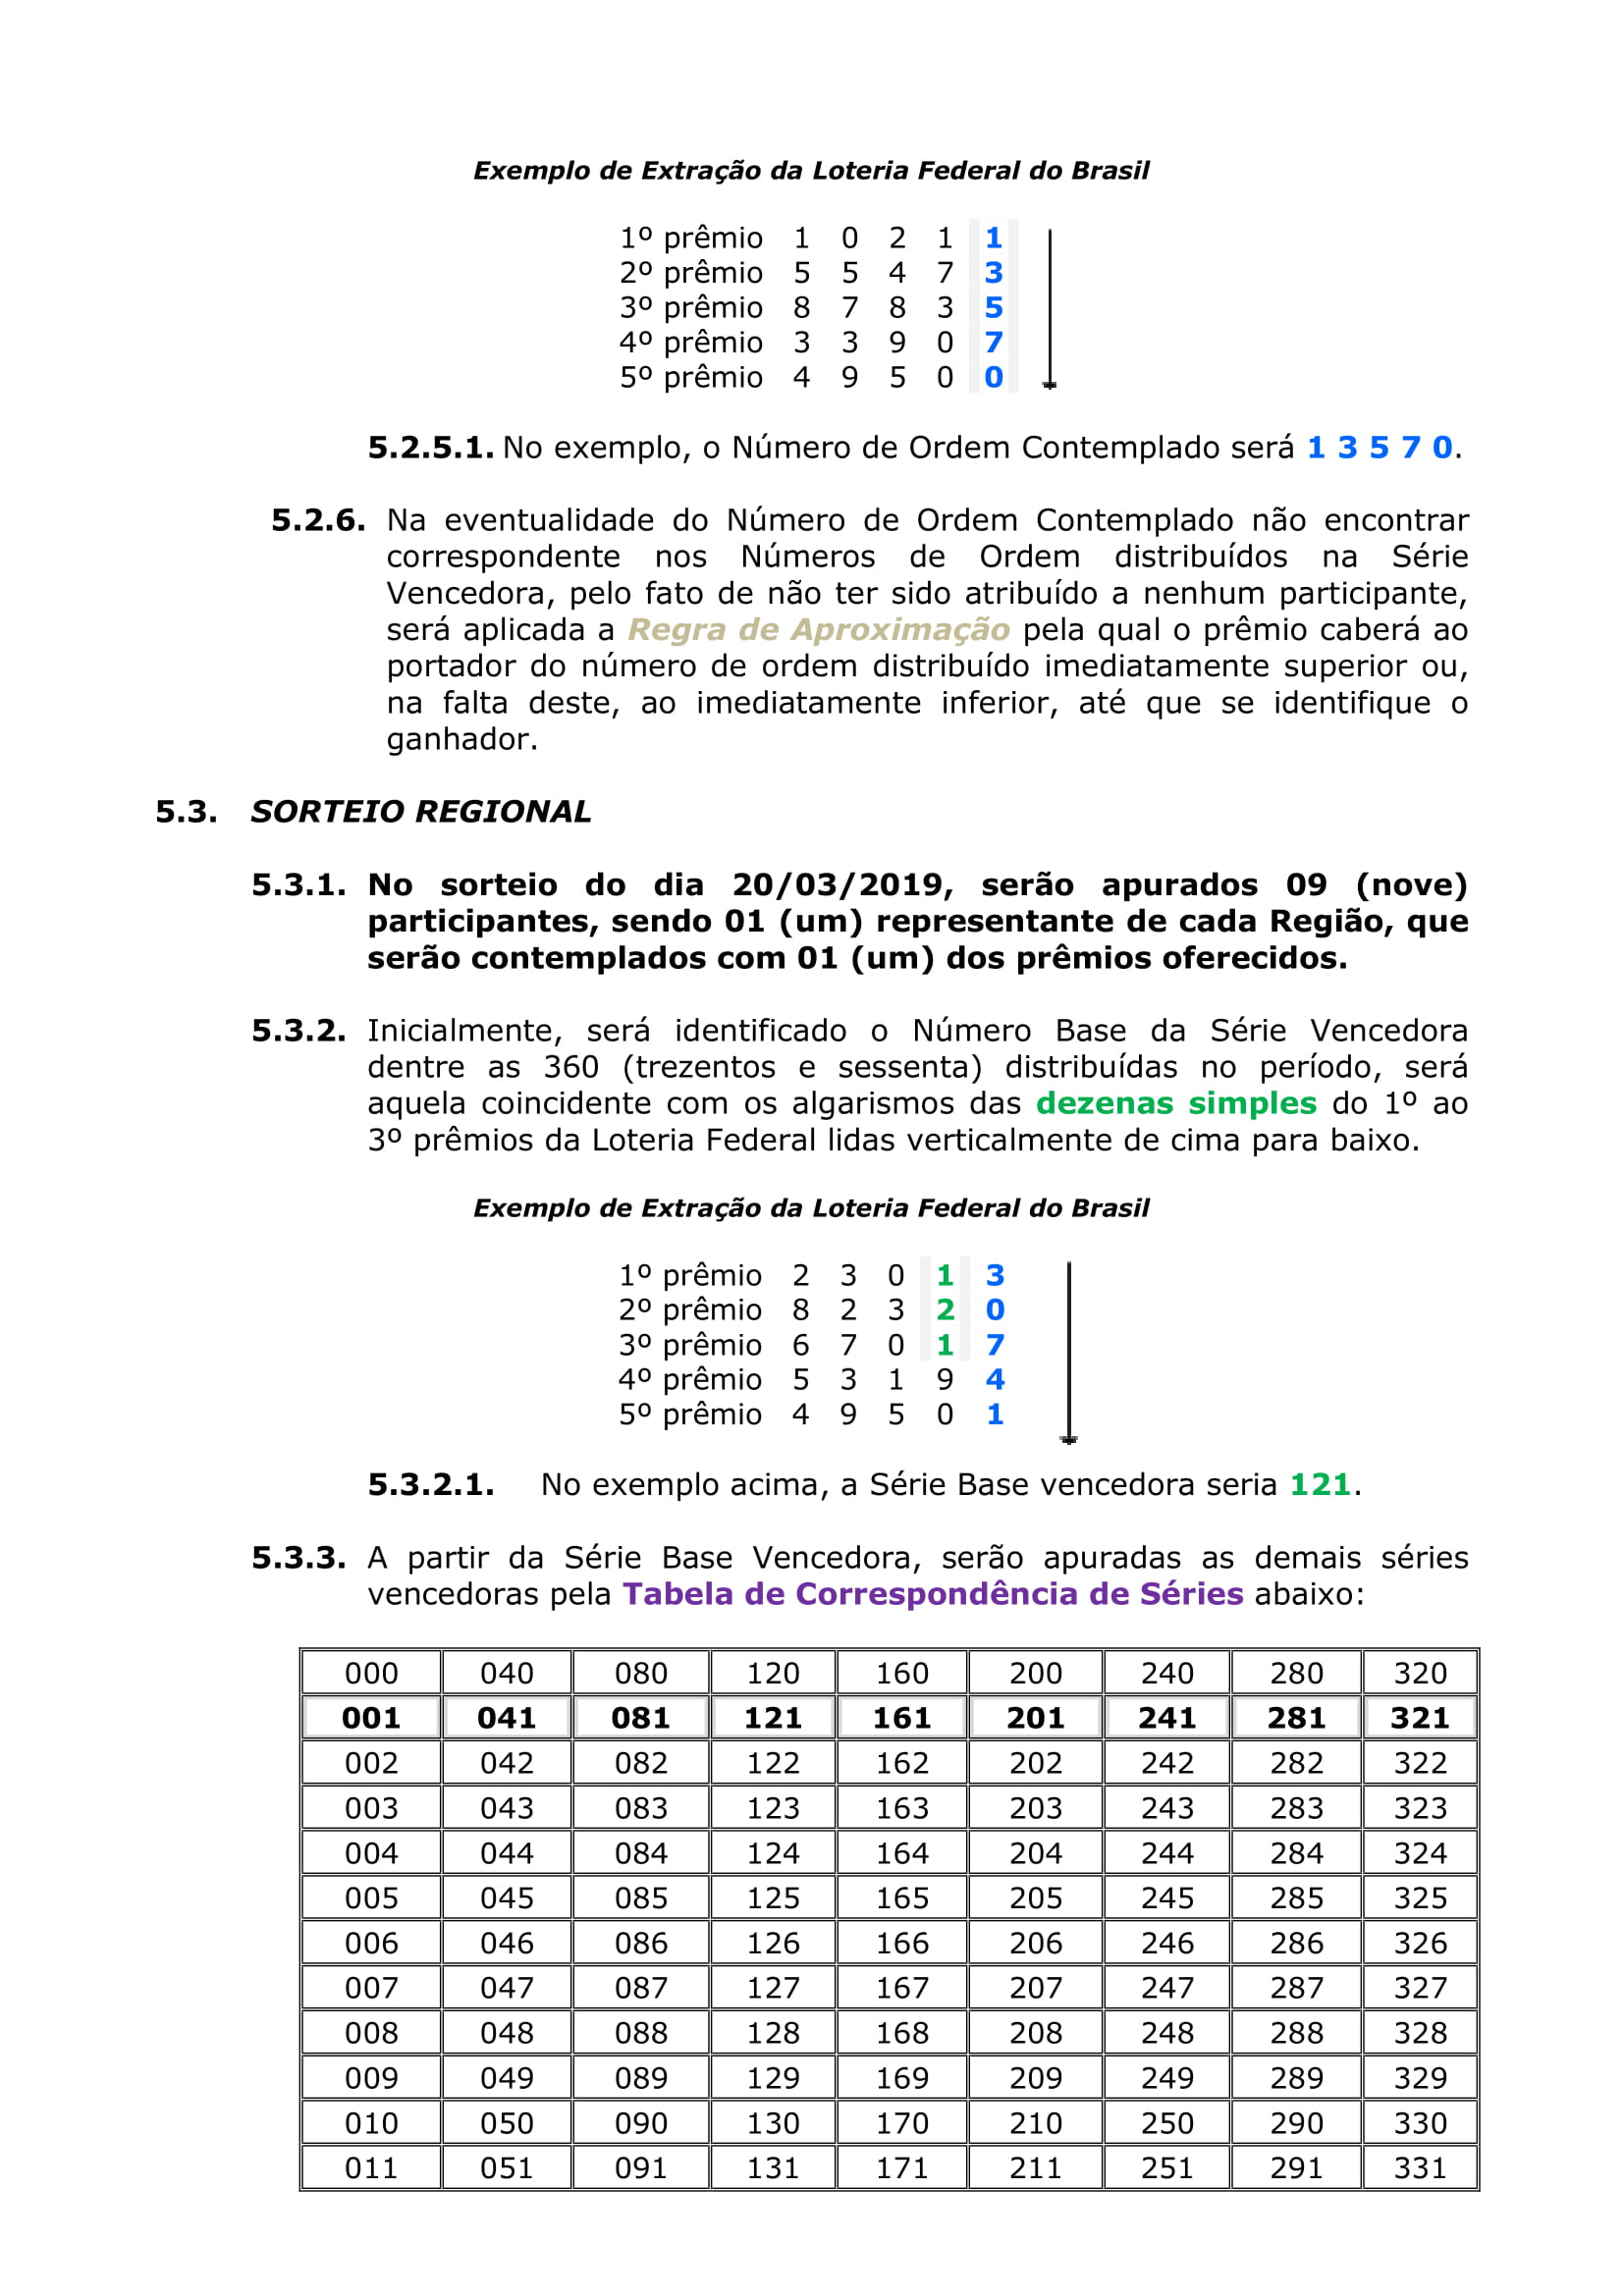 Exemplo de Extração da Loteria Federal do Brasil
1º prêmio 1 0 2 1 1
2º prêmio 5 5 4 7 3
3º prêmio 8 7 8 3 5
4º prêmio 3 3 9 0 7
5º prêmio 4 9 5 0 0
5.2.5.1. No exemplo, o Número de Ordem Contemplado será 1 3 5 7 0.
5.2.6. Na eventualidade do Número de Ordem Contemplado não encontrar
correspondente nos Números de Ordem distribuídos na Série
Vencedora, pelo fato de não ter sido atribuído a nenhum participante,
será aplicada a Regra de Aproximação pela qual o prêmio caberá ao
portador do número de ordem distribuído imediatamente superior ou,
na falta deste, ao imediatamente inferior, até que se identifique o
ganhador.
5.3. SORTEIO REGIONAL
5.3.1. No sorteio do dia 20/03/2019, serão apurados 09 (nove)
participantes, sendo 01 (um) representante de cada Região, que
serão contemplados com 01 (um) dos prêmios oferecidos.
5.3.2. Inicialmente, será identificado o Número Base da Série Vencedora
dentre as 360 (trezentos e sessenta) distribuídas no período, será
aquela coincidente com os algarismos das dezenas simples do 1º ao
3º prêmios da Loteria Federal lidas verticalmente de cima para baixo.
Exemplo de Extração da Loteria Federal do Brasil
1º prêmio 2 3 0 1 3
2º prêmio 8 2 3 2 0
3º prêmio 6 7 0 1 7
4º prêmio 5 3 1 9 4
5º prêmio 4 9 5 0 1
5.3.2.1. No exemplo acima, a Série Base vencedora seria 121.
5.3.3. A partir da Série Base Vencedora, serão apuradas as demais séries
vencedoras pela Tabela de Correspondência de Séries abaixo:
000 040 080 120 160 200 240 280 320
001 041 081 121 161 201 241 281 321
002 042 082 122 162 202 242 282 322
003 043 083 123 163 203 243 283 323
004 044 084 124 164 204 244 284 324
005 045 085 125 165 205 245 285 325
006 046 086 126 166 206 246 286 326
007 047 087 127 167 207 247 287 327
008 048 088 128 168 208 248 288 328
009 049 089 129 169 209 249 289 329
010 050 090 130 170 210 250 290 330
011 051 091 131 171 211 251 291 331